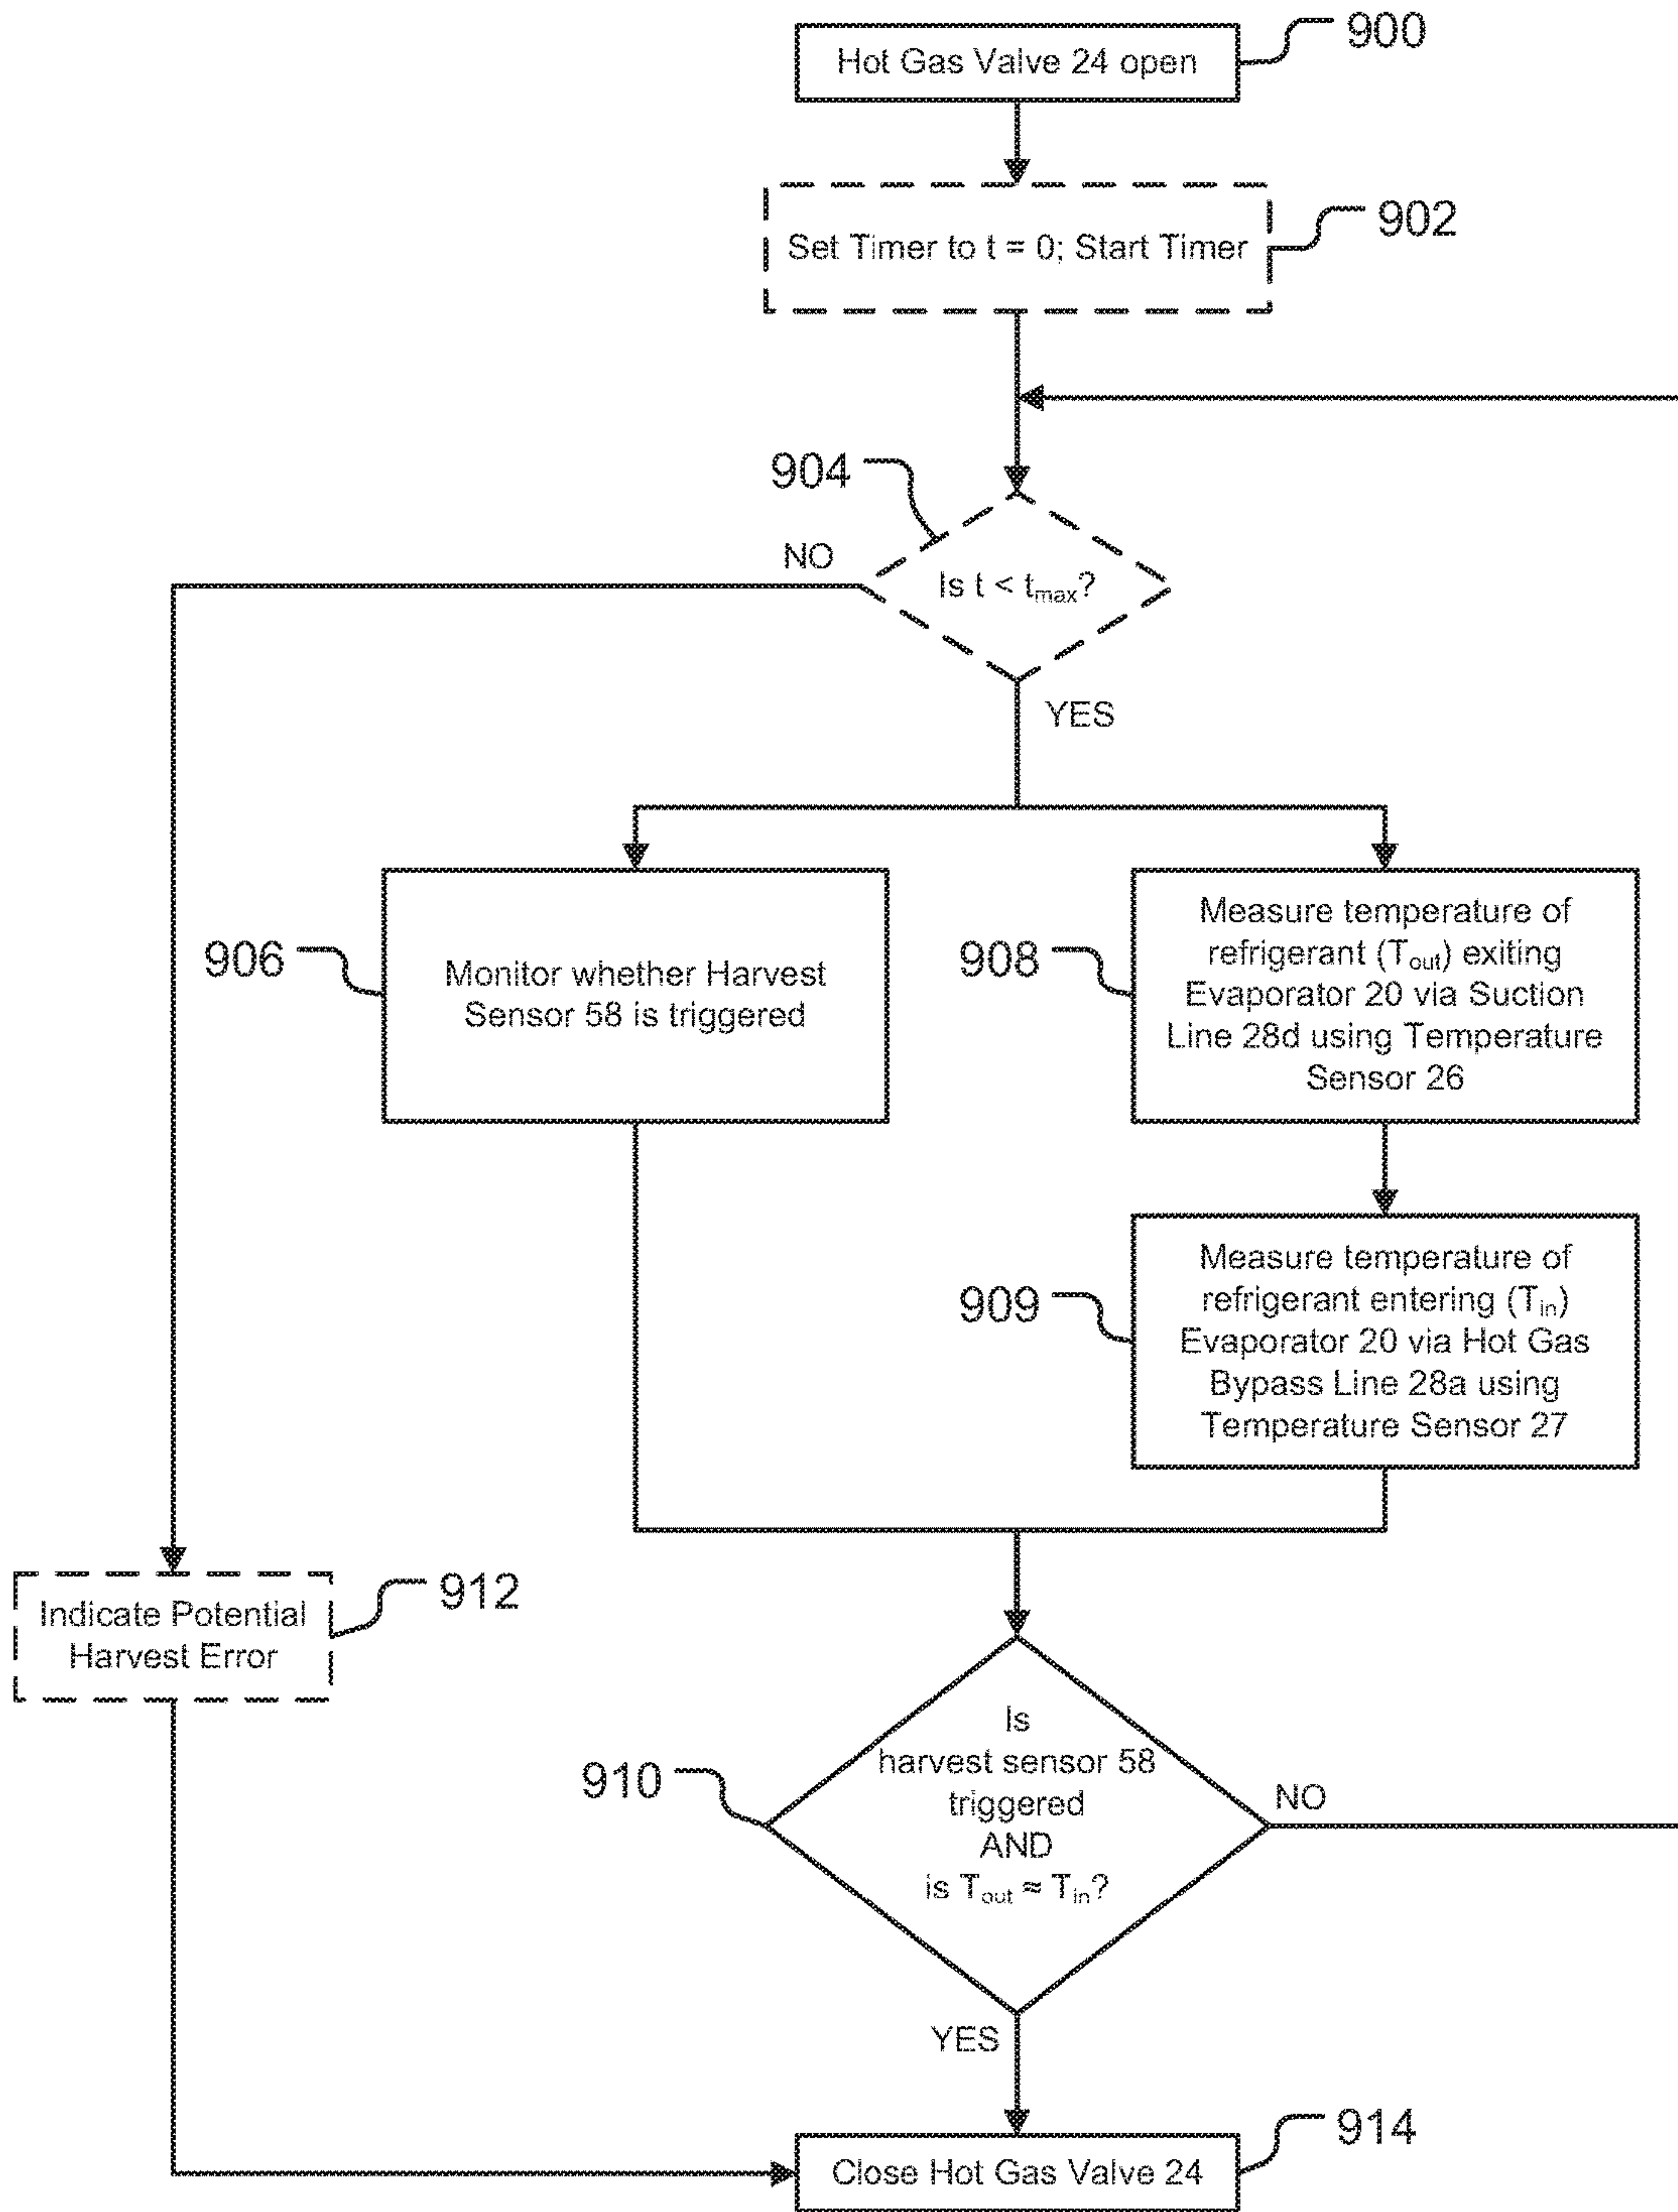 Hot Gas Valve 24 open
900
Set Timer to t = 0; Start Timer
902
904
NO
Is t < tmax?
YES
906
Monitor whether Harvest
Sensor 58 is triggered
908
Measure temperature of
refrigerant (Tout) exiting
Evaporator 20 via Suction
Line 28d using Temperature
Sensor 26
909
Measure temperature of
refrigerant entering (Tin)
Evaporator 20 via Hot Gas
Bypass Line 28a using
Temperature Sensor 27
Indicate Potential
Harvest Error
912
910
Is
harvest sensor 58
triggered
AND
is Tout ≈ Tin?
NO
YES
Close Hot Gas Valve 24
914